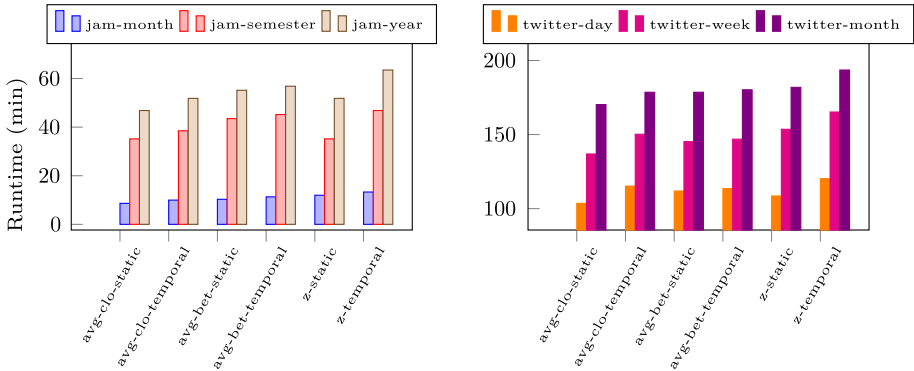 jam-month jam-semester jam-year
Runtime (min)
60
40
20
0
avg-clo-static
avg-clo-temporal
avg-bet-static
avg-bet-temporal
z-static
z-temporal
twitter-day twitter-week twitter-month
200
150
100
avg-clo-static
avg-clo-temporal
avg-bet-static
avg-bet-temporal
z-static
z-temporal